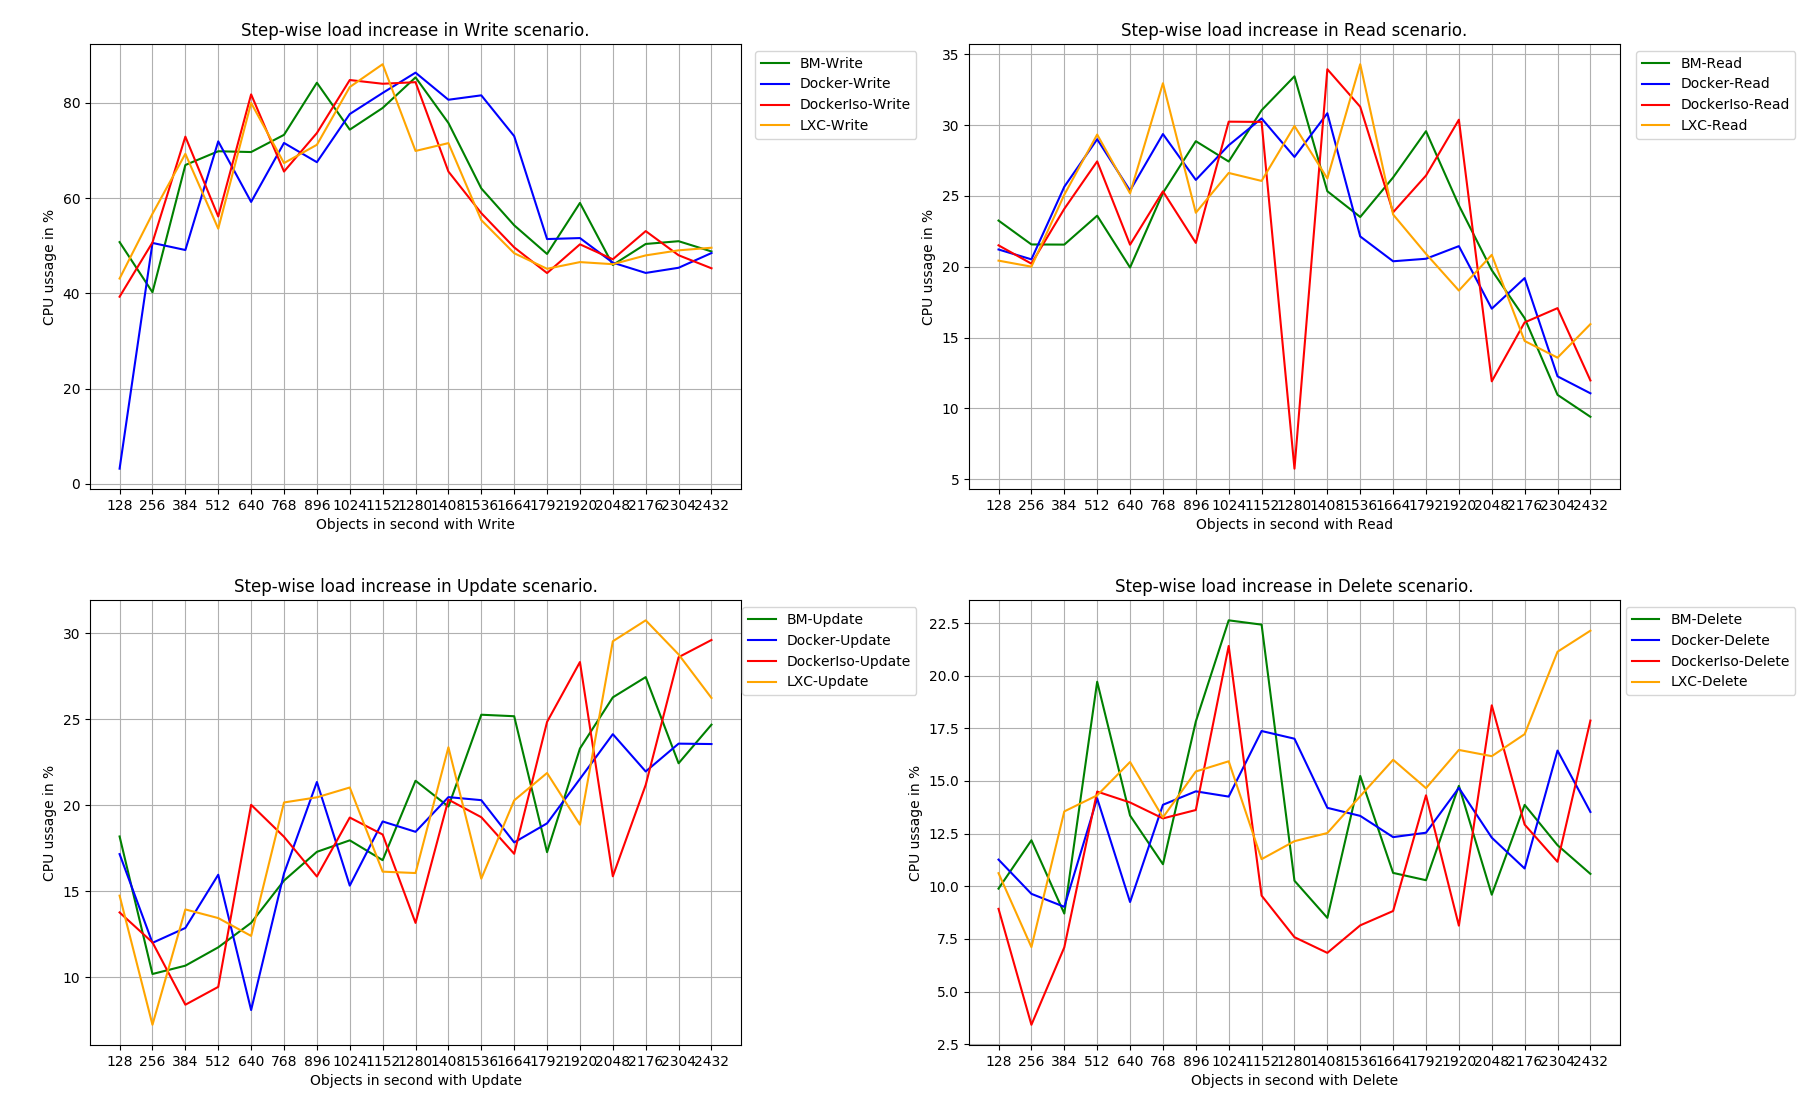 Step-wise load increase in Write scenario.
CPU ussage in %
80
60
40
20
0
128 256 384 512 640 768 896 1024 1152 1280 1408 1536 1664 1792 1920 2048 2176 2304 2432
Objects in second with Write
BM-Write
Docker-Write
DockerIso-Write
LXC-Write
Step-wise load increase in Read scenario.
CPU ussage in %
35
30
25
20
15
10
5
128 256 384 512 640 768 896 1024 1152 1280 1408 1536 1664 1792 1920 2048 2176 2304 2432
Objects in second with Read
BM-Read
Docker-Read
DockerIso-Read
LXC-Read
Step-wise load increase in Update scenario.
CPU ussage in %
30
25
20
15
10
128 256 384 512 640 768 896 1024 1152 1280 1408 1536 1664 1792 1920 2048 2176 2304 2432
Objects in second with Update
BM-Update
Docker-Update
DockerIso-Update
LXC-Update
Step-wise load increase in Delete scenario.
CPU ussage in %
22.5
20.0
17.5
15.0
12.5
10.0
7.5
5.0
2.5
128 256 384 512 640 768 896 1024 1152 1280 1408 1536 1664 1792 1920 2048 2176 2304 2432
Objects in second with Delete
BM-Delete
Docker-Delete
DockerIso-Delete
LXC-Delete